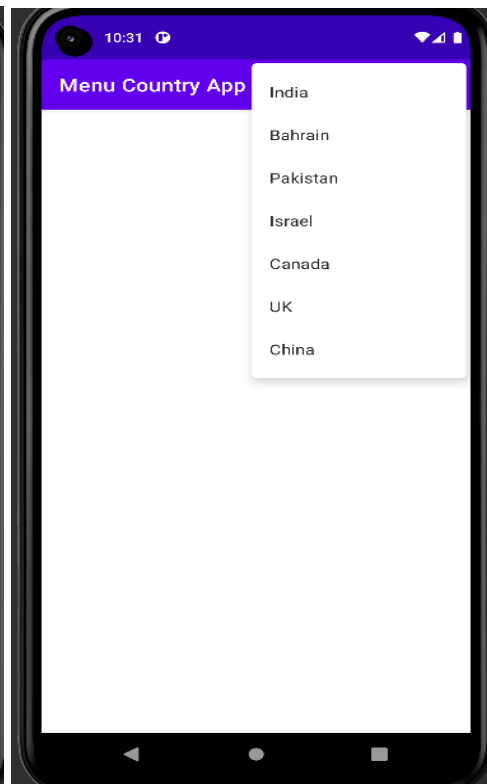 10:31
Menu Country App
India
Bahrain
Pakistan
Israel
Canada
UK
China